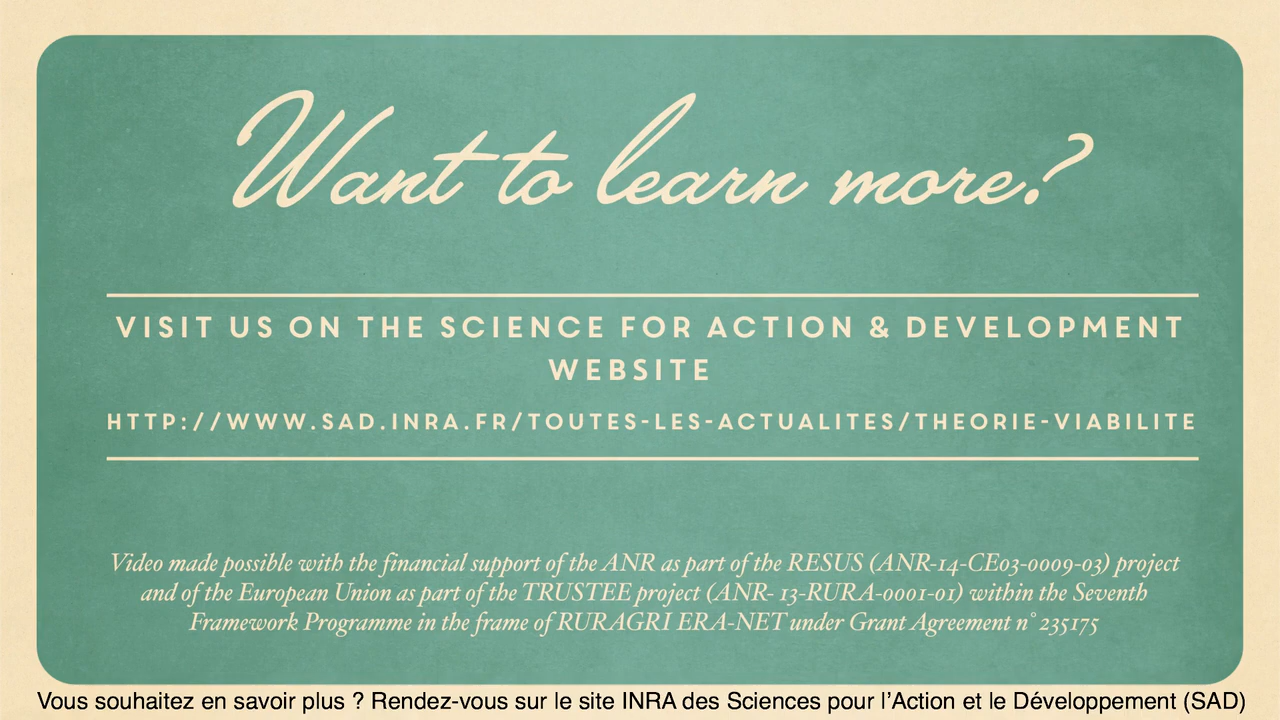 Want to learn more?
VISIT US ON THE SCIENCE FOR ACTION & DEVELOPMENT
WEBSITE
HTTP://WWW.SAD.INRA.FR/TOUTES-LES-ACTUALITES/THEORIE-VIABILITE
Video made possible with the financial support of the ANR as part of the RESUS (ANR-14-CE03-0009-03) project
and of the European Union as part of the TRUSTEE project (ANR- 13-RURA-0001-01) within the Seventh
Framework Programme in the frame of RURAGRI ERA-NET under Grant Agreement n° 235175
Vous souhaitez en savoir plus ? Rendez-vous sur le site INRA des Sciences pour l'Action et le Développement (SAD)